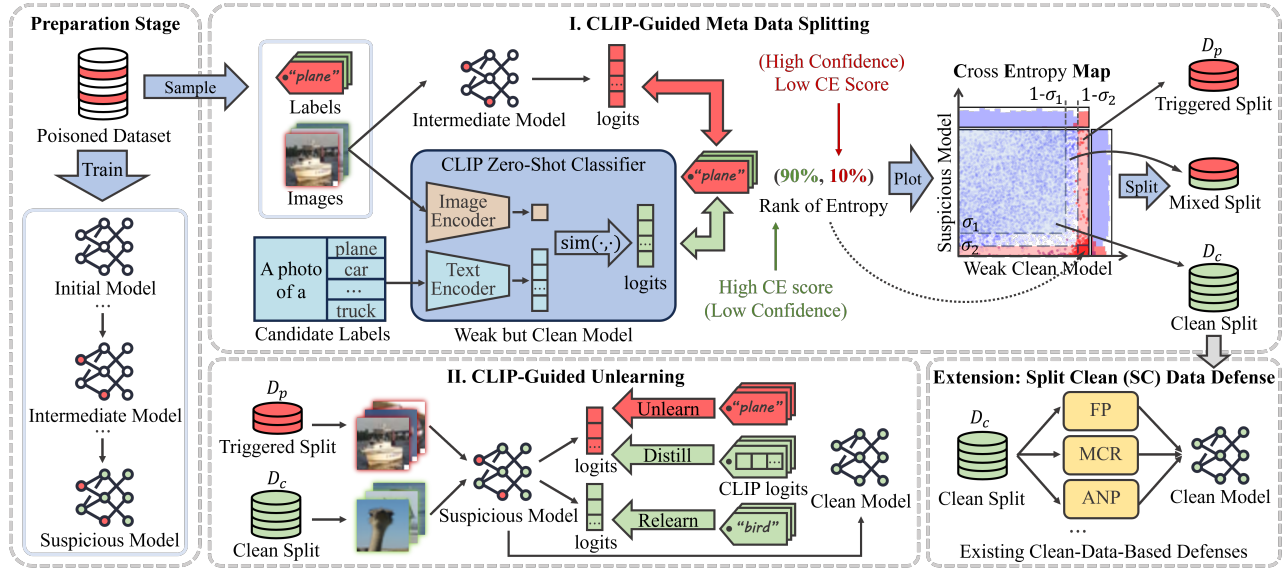 Preparation Stage
Poisoned Dataset
Train
Initial Model
...
Intermediate Model
...
Suspicious Model
Sample
I. CLIP-Guided Meta Data Splitting
"plane"
Labels
Images
Intermediate Model
logits
CLIP Zero-Shot Classifier
Image
Encoder
Text
Encoder
sim(·,·)
...
logits
Weak but Clean Model
A photo
of a
plane
car
...
truck
Candidate Labels
(High Confidence)
Low CE Score
"plane"
(90%, 10%)
Rank of Entropy
High CE score
(Low Confidence)
Plot
Cross Entropy Map
1-σ₁ 1-σ₂
Suspicious Model
σ₁
σ₂
Weak Clean Model
Split
Dₚ
Triggered Split
Mixed Split
D꜀
Clean Split
II. CLIP-Guided Unlearning
Dₚ
Triggered Split
D꜀
Clean Split
Suspicious Model
logits
logits
Unlearn
"plane"
Distill
CLIP logits
Relearn
"bird"
Clean Model
Extension: Split Clean (SC) Data Defense
D꜀
Clean Split
FP
MCR
ANP
...
Clean Model
Existing Clean-Data-Based Defenses